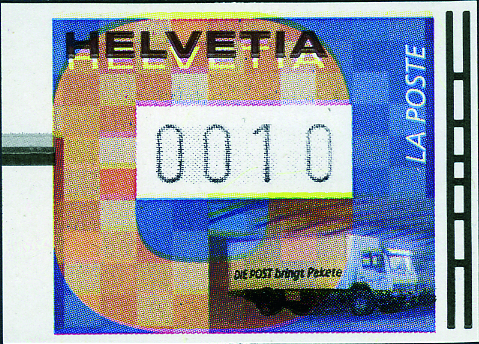 HELVETIA
LA POSTE
0010
DIE POST bringt Pakete